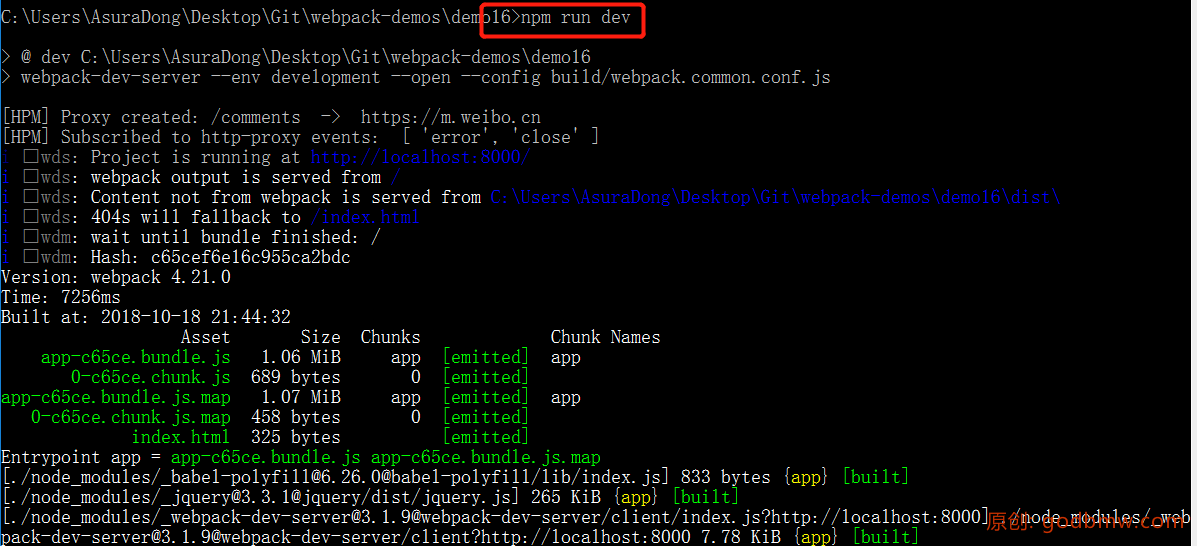 C:\Users\AsuraDong\Desktop\Git\webpack-demos\demo16>npm run dev
> @ dev C:\Users\AsuraDong\Desktop\Git\webpack-demos\demo16
> webpack-dev-server --env development --open --config build/webpack.common.conf.js
[HPM] Proxy created: /comments  ->  https://m.weibo.cn
[HPM] Subscribed to http-proxy events:  [ 'error', 'close' ]
i □wds: Project is running at http://localhost:8000/
i □wds: webpack output is served from /
i □wds: Content not from webpack is served from C:\Users\AsuraDong\Desktop\Git\webpack-demos\demo16\dist\
i □wds: 404s will fallback to /index.html
i □wdm: wait until bundle finished: /
i □wdm: Hash: c65cef6e16c955ca2bdc
Version: webpack 4.21.0
Time: 7256ms
Built at: 2018-10-18 21:44:32
Asset Size Chunks Chunk Names
app-c65ce.bundle.js 1.06 MiB app [emitted] app
0-c65ce.chunk.js 689 bytes 0 [emitted]
app-c65ce.bundle.js.map 1.07 MiB app [emitted] app
0-c65ce.chunk.js.map 458 bytes 0 [emitted]
index.html 325 bytes [emitted]
Entrypoint app = app-c65ce.bundle.js app-c65ce.bundle.js.map
[./node_modules/_babel-polyfill@6.26.0@babel-polyfill/lib/index.js] 833 bytes {app} [built]
[./node_modules/_jquery@3.3.1@jquery/dist/jquery.js] 265 KiB {app} [built]
[./node_modules/_webpack-dev-server@3.1.9@webpack-dev-server/client/index.js?http://localhost:8000] ./node_modules/_web
pack-dev-server@3.1.9@webpack-dev-server/client?http://localhost:8000 7.78 KiB {app} [built]
原创: godbmw.com